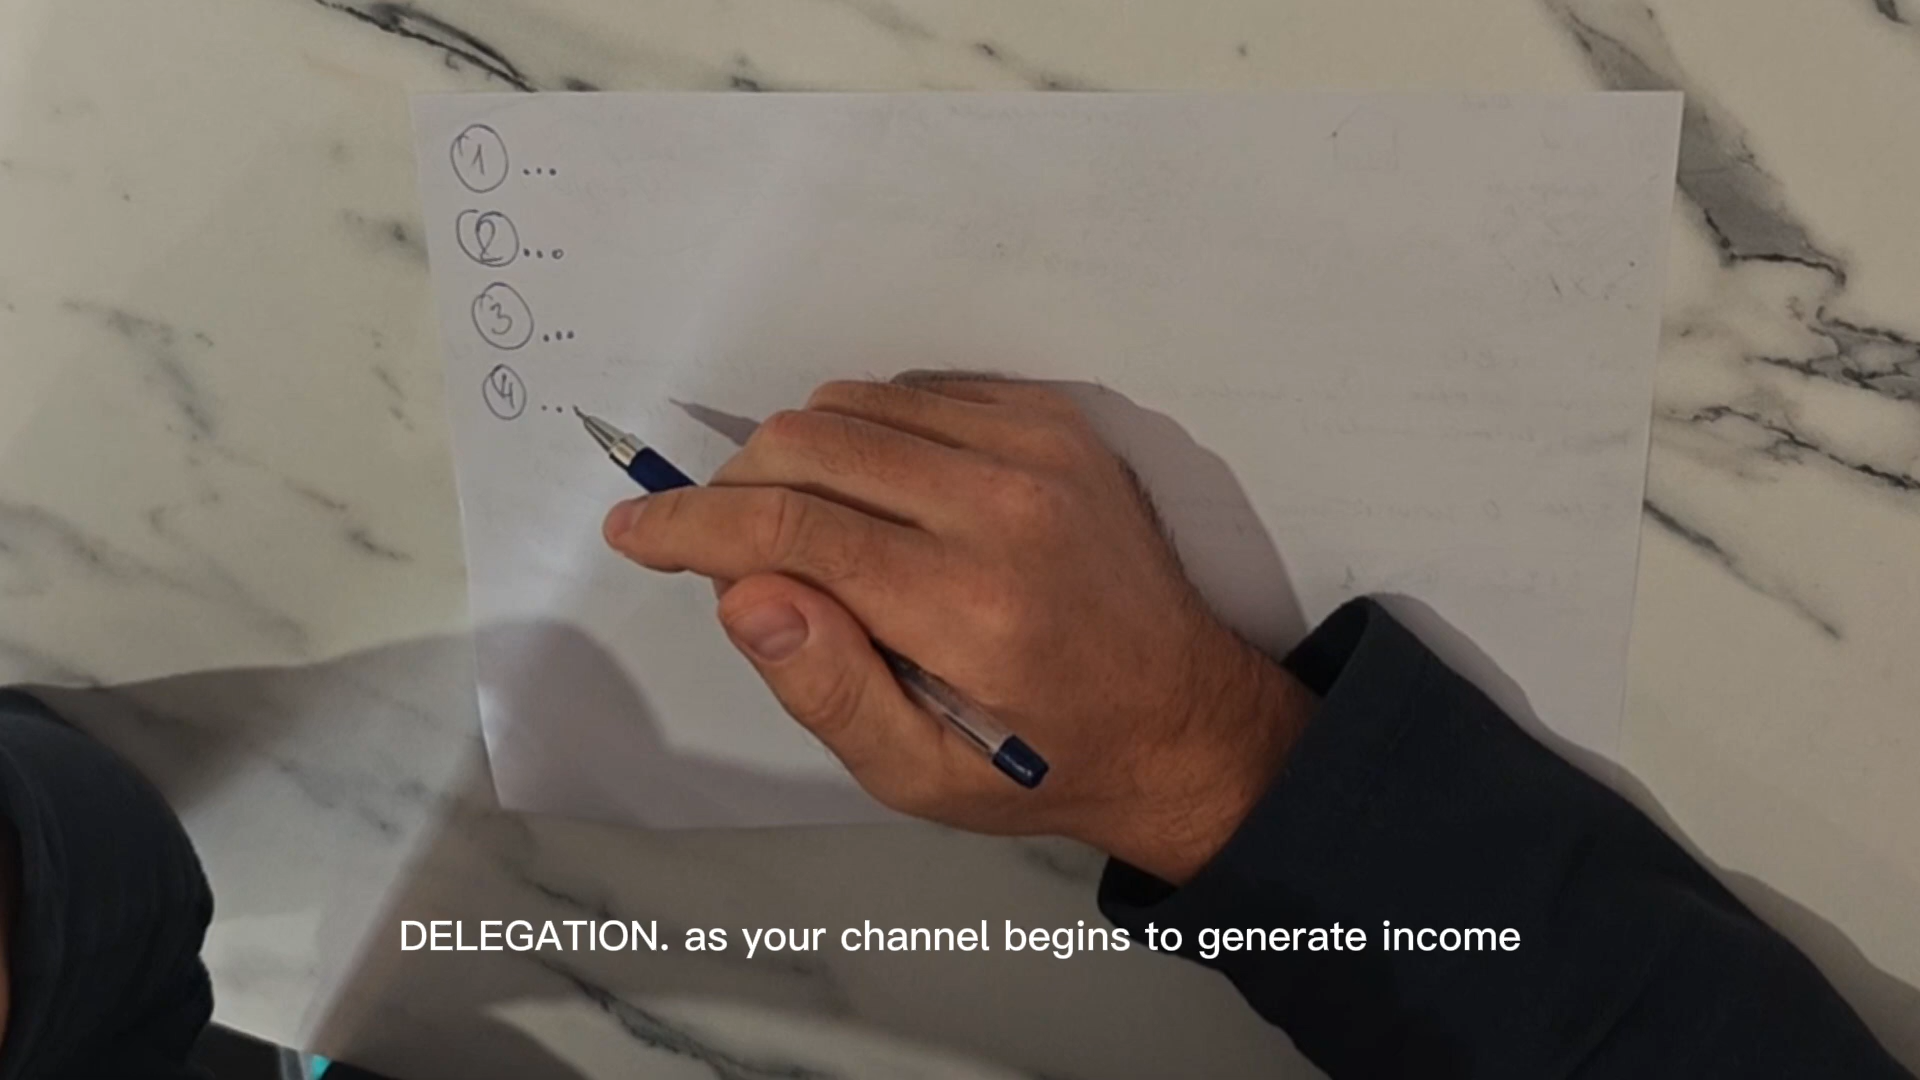 1 ...
2 ...
3 ...
4 ...
DELEGATION. as your channel begins to generate income